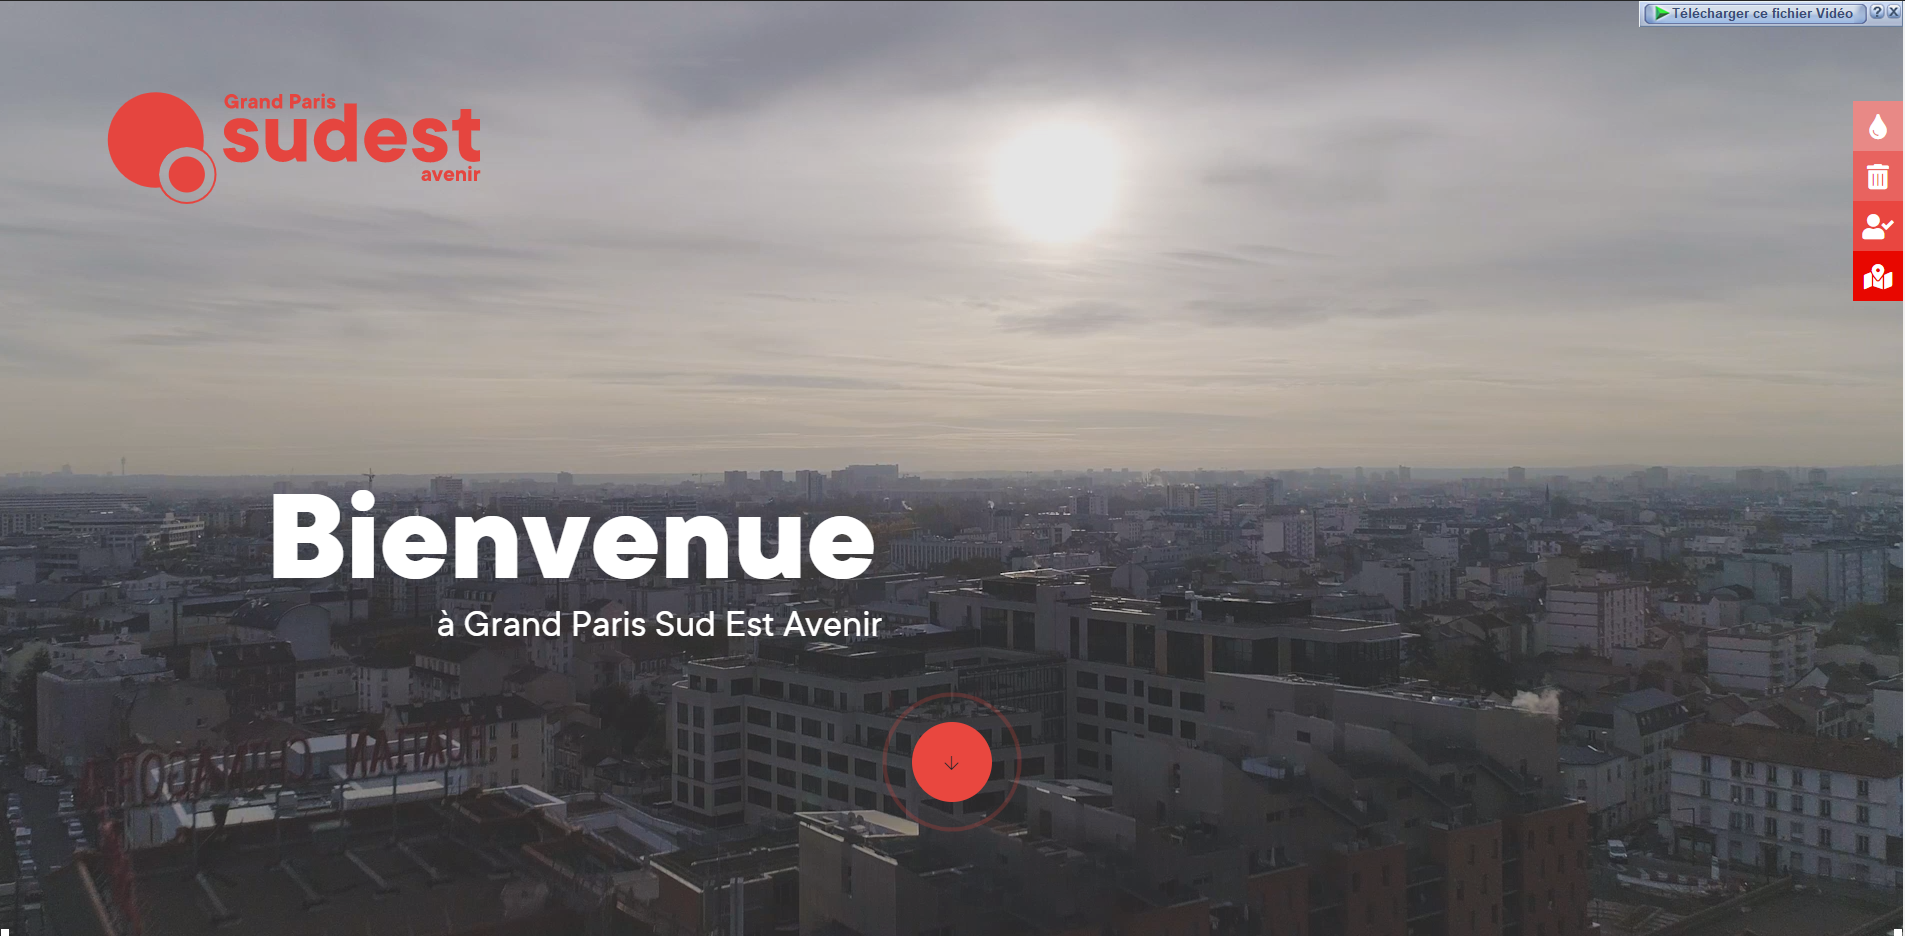 Télécharger ce fichier Vidéo
Grand Paris
sudest
avenir
Bienvenue
à Grand Paris Sud Est Avenir